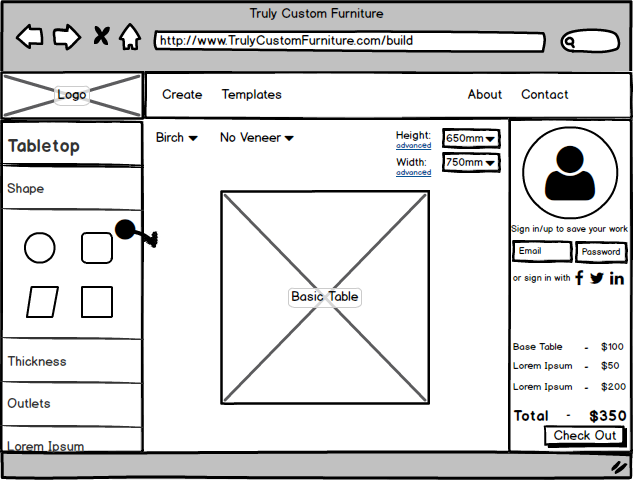 Truly Custom Furniture
http://www.TrulyCustomFurniture.com/build
Logo
Create Templates About Contact
Tabletop
Shape
Thickness
Outlets
Lorem Ipsum
Birch No Veneer
Height: 650mm
advanced
Width: 750mm
advanced
Basic Table
Sign in/up to save your work
Email Password
or sign in with f in
Base Table - $100
Lorem Ipsum - $50
Lorem Ipsum - $200
Total - $350
Check Out